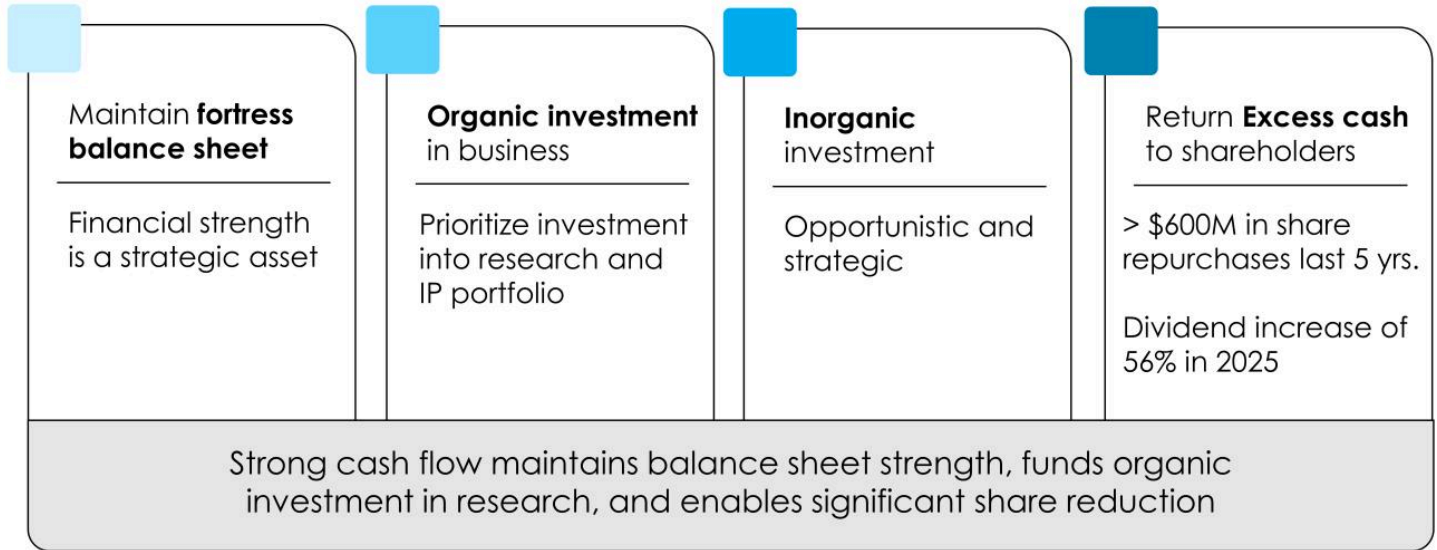 Maintain fortress
balance sheet
Financial strength
is a strategic asset
Organic investment
in business
Prioritize investment
into research and
IP portfolio
Inorganic
investment
Opportunistic and
strategic
Return Excess cash
to shareholders
> $600M in share
repurchases last 5 yrs.
Dividend increase of
56% in 2025
Strong cash flow maintains balance sheet strength, funds organic
investment in research, and enables significant share reduction